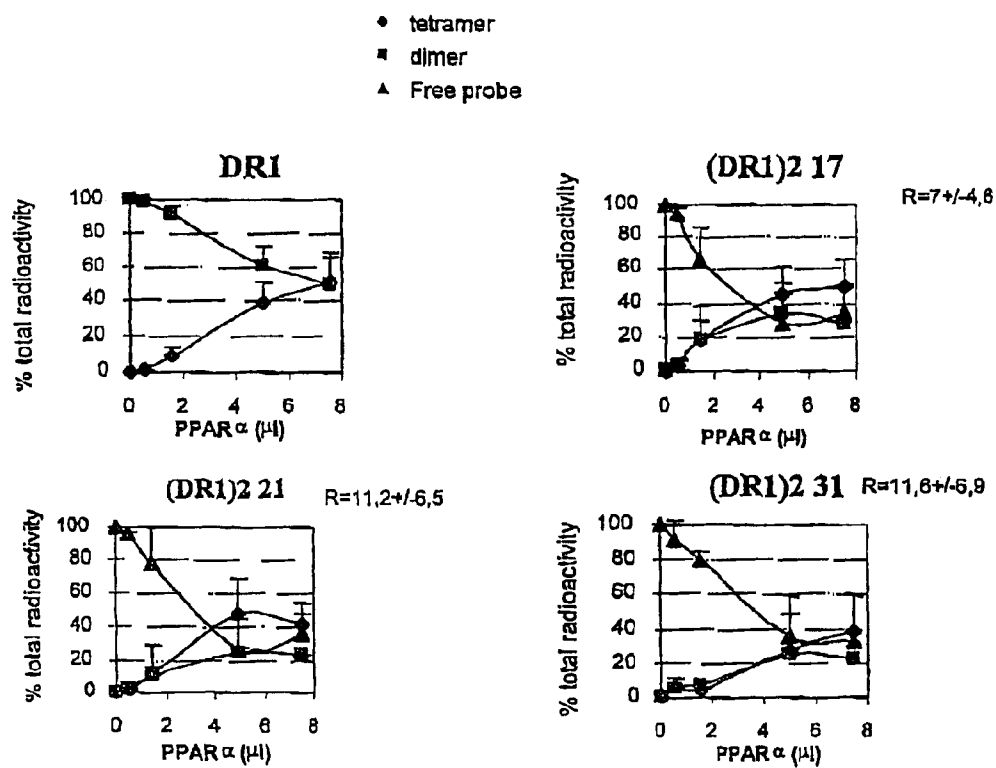 tetramer
dimer
Free probe
DR1
% total radioactivity
100
80
60
40
20
0
0 2 4 6 8
PPAR α (µl)
(DR1)2 17
R=7+/-4,6
% total radioactivity
100
80
60
40
20
0
0 2 4 6 8
PPAR α (µl)
(DR1)2 21
R=11,2+/-6,5
% total radioactivity
100
80
60
40
20
0
0 2 4 6 8
PPAR α (µl)
(DR1)2 31
R=11,6+/-6,9
% total radioactivity
100
80
60
40
20
0
0 2 4 6 8
PPAR α (µl)